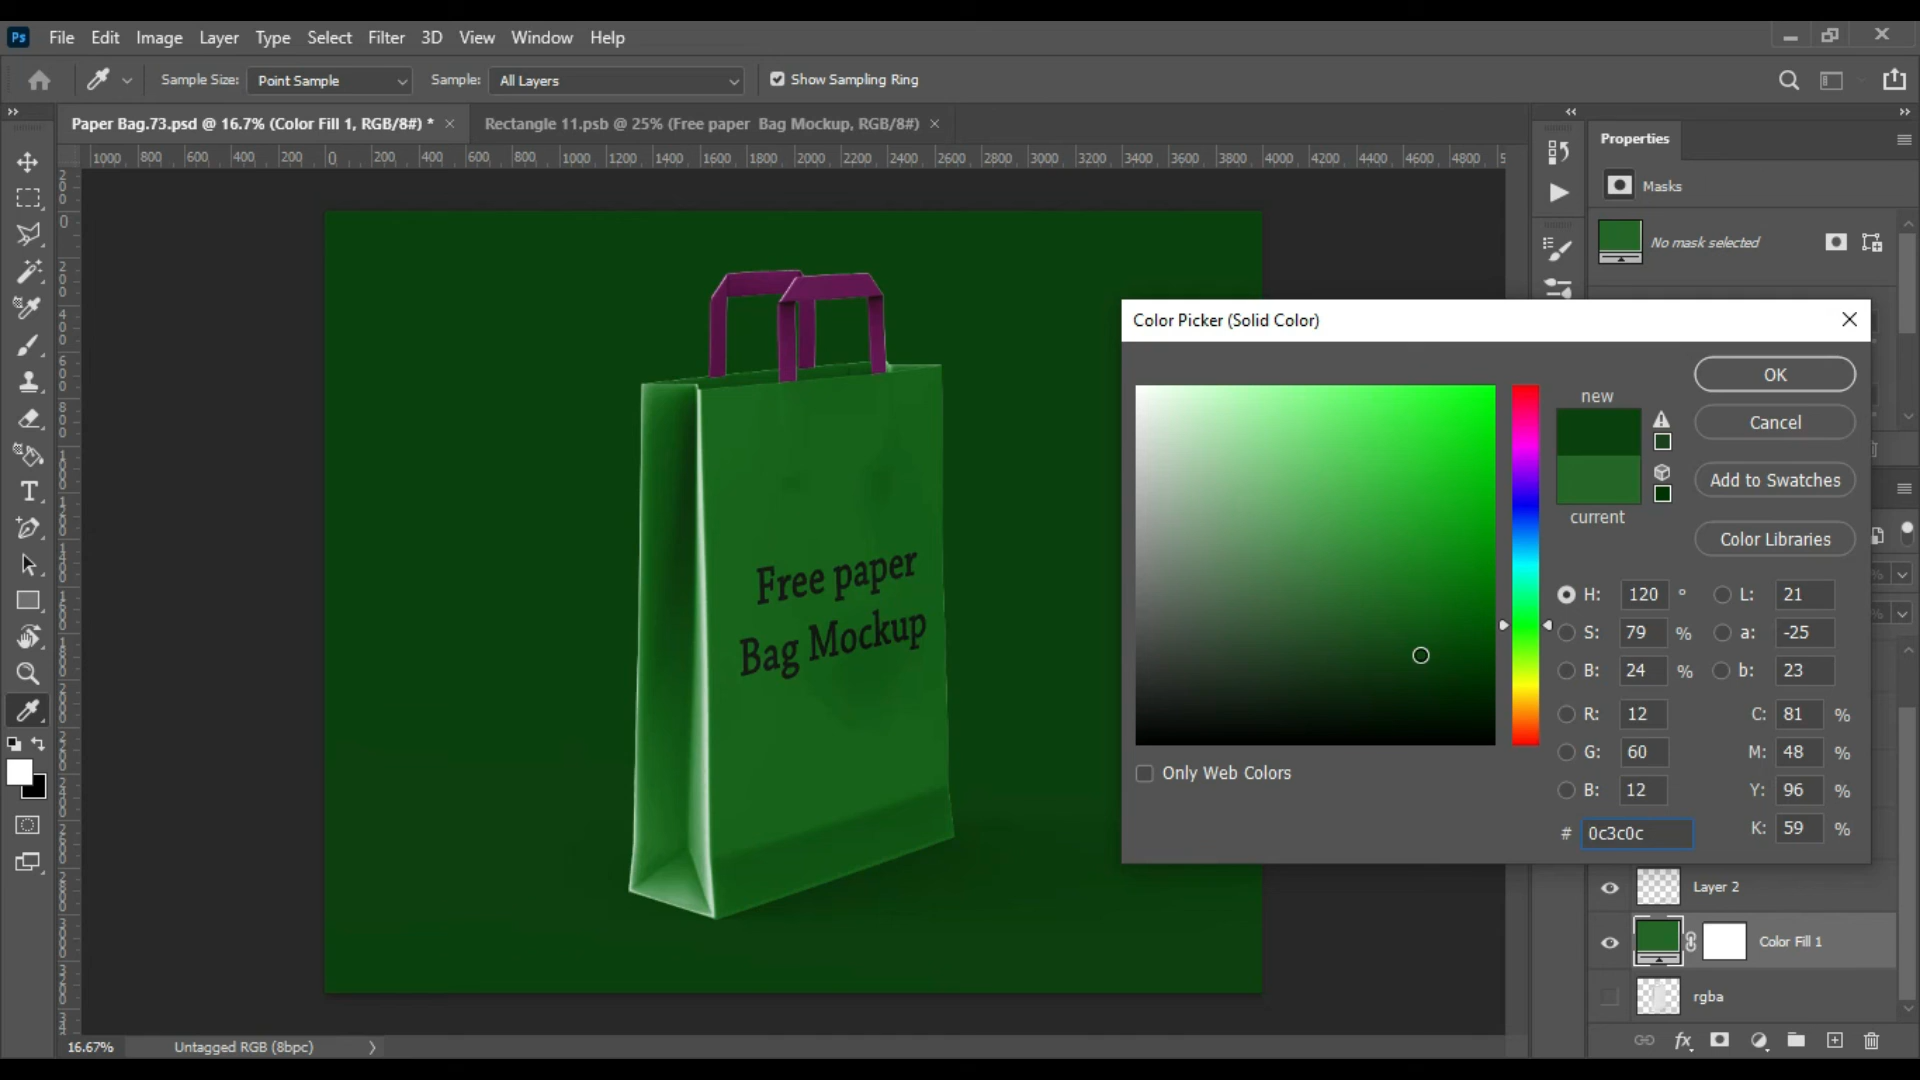 Ps File Edit Image Layer Type Select Filter 3D View Window Help
Sample Size: Point Sample Sample: All Layers Show Sampling Ring
Paper Bag.73.psd @ 16.7% (Color Fill 1, RGB/8#) * Rectangle 11.psb @ 25% (Free paper Bag Mockup, RGB/8#)
1000 800 600 400 200 0 200 400 600 800 1000 1200 1400 1600 1800 2000 2200 2400 2600 2800 3000 3200 3400 3600 3800 4000 4200 4400 4600 4800
Properties
Masks
No mask selected
Free paper
Bag Mockup
Color Picker (Solid Color)
new
current
OK
Cancel
Add to Swatches
Color Libraries
H: 120 ° L: 21
S: 79 % a: -25
B: 24 % b: 23
R: 12 C: 81 %
G: 60 M: 48 %
B: 12 Y: 96 %
# 0c3c0c K: 59 %
Only Web Colors
Layer 2
Color Fill 1
rgba
fx
16.67% Untagged RGB (8bpc)